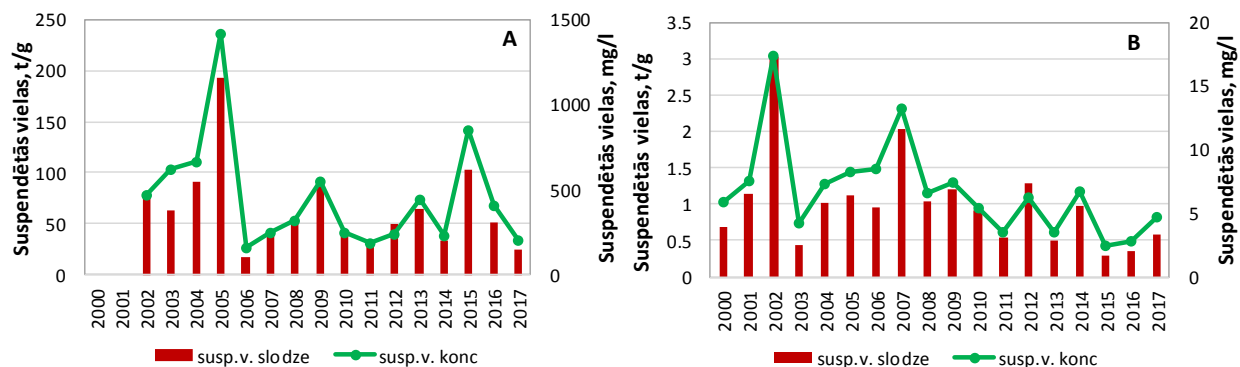 A
Suspendētās vielas, t/g
250
200
150
100
50
0
Suspendētās vielas, mg/l
1500
1000
500
0
2000 2001 2002 2003 2004 2005 2006 2007 2008 2009 2010 2011 2012 2013 2014 2015 2016 2017
susp.v. slodze susp.v. konc
B
Suspendētās vielas, t/g
3.5
3
2.5
2
1.5
1
0.5
0
Suspendētās vielas, mg/l
20
15
10
5
0
2000 2001 2002 2003 2004 2005 2006 2007 2008 2009 2010 2011 2012 2013 2014 2015 2016 2017
susp.v. slodze susp.v. konc